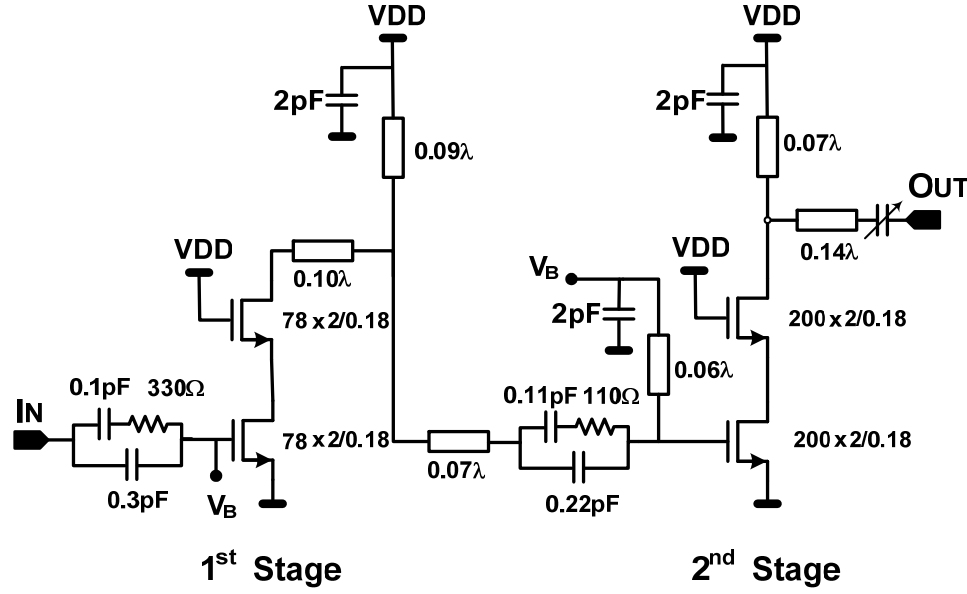 VDD
VDD
2pF
2pF
0.09λ
0.07λ
OUT
VDD
0.10λ
VDD
0.14λ
VB
78 x 2/0.18
2pF
200 x 2/0.18
0.06λ
0.1pF 330Ω
0.11pF 110Ω
IN
78 x 2/0.18
200 x 2/0.18
0.07λ
0.3pF
VB
0.22pF
1st Stage
2nd Stage